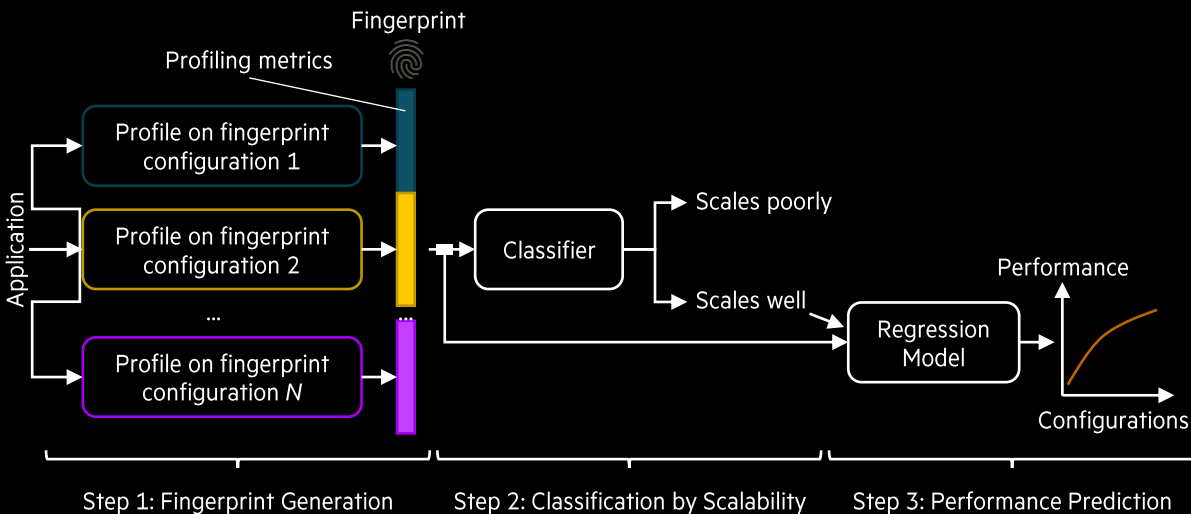 Fingerprint
Profiling metrics
Application
Profile on fingerprint
configuration 1
Profile on fingerprint
configuration 2
...
...
Profile on fingerprint
configuration N
Classifier
Scales poorly
Scales well
Regression
Model
Performance
Configurations
Step 1: Fingerprint Generation
Step 2: Classification by Scalability
Step 3: Performance Prediction